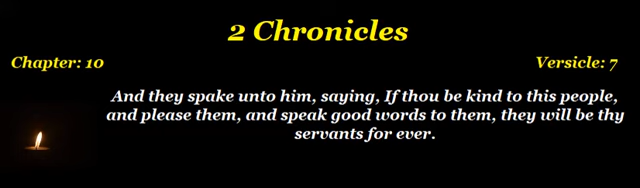 2 Chronicles
Chapter: 10
Versicle: 7
And they spake unto him, saying, If thou be kind to this people,
and please them, and speak good words to them, they will be thy
servants for ever.